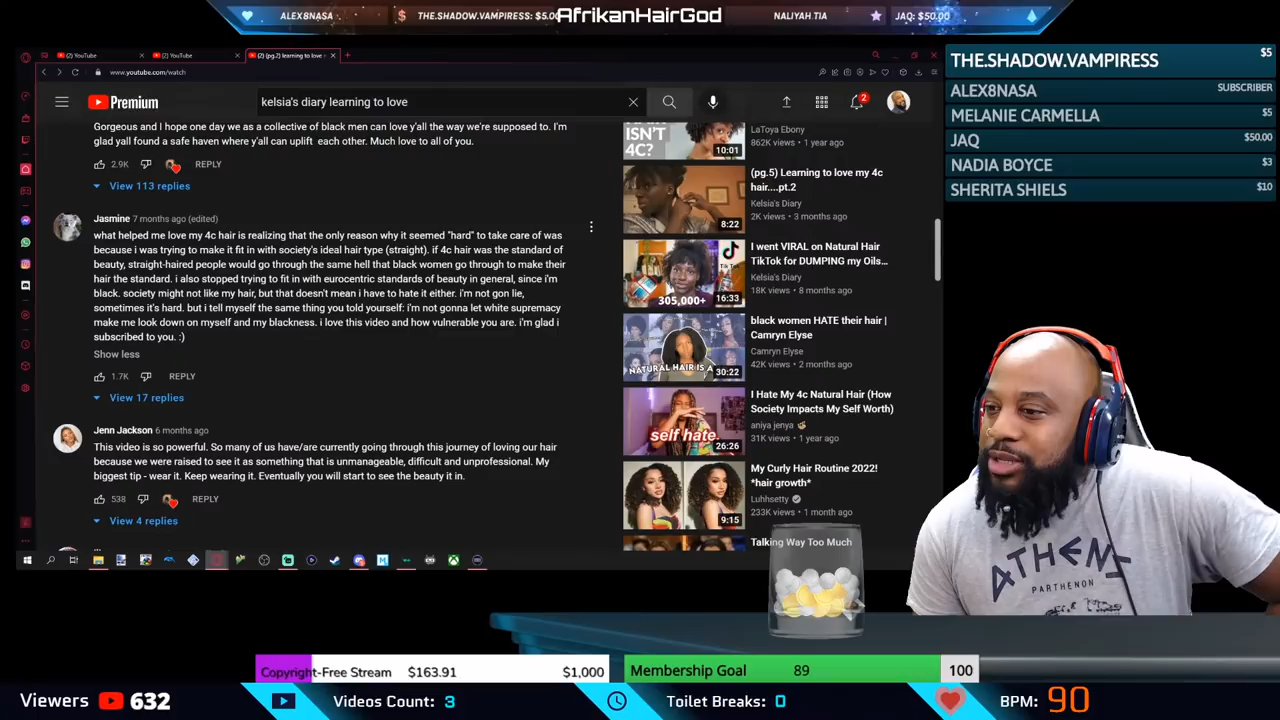 ALEX8NASA
THE.SHADOW.VAMPIRESS: $5.00
AfrikanHairGod
NALIYAH.TIA
JAQ: $50.00
(2) YouTube
(2) YouTube
(2) (pg.2) learning to love
www.youtube.com/watch
Premium
kelsia's diary learning to love
2
Gorgeous and I hope one day we as a collective of black men can love y'all the way we're supposed to. I'm
glad yall found a safe haven where y'all can uplift each other. Much love to all of you.
2.9K
REPLY
View 113 replies
Jasmine 7 months ago (edited)
what helped me love my 4c hair is realizing that the only reason why it seemed "hard" to take care of was
because i was trying to make it fit in with society's ideal hair type (straight). if 4c hair was the standard of
beauty, straight-haired people would go through the same hell that black women go through to make their
hair the standard. i also stopped trying to fit in with eurocentric standards of beauty in general, since i'm
black. society might not like my hair, but that doesn't mean i have to hate it either. i'm not gon lie,
sometimes it's hard. but i tell myself the same thing you told yourself: i'm not gonna let white supremacy
make me look down on myself and my blackness. i love this video and how vulnerable you are. i'm glad i
subscribed to you. :)
Show less
1.7K
REPLY
View 17 replies
Jenn Jackson 6 months ago
This video is so powerful. So many of us have/are currently going through this journey of loving our hair
because we were raised to see it as something that is unmanageable, difficult and unprofessional. My
biggest tip - wear it. Keep wearing it. Eventually you will start to see the beauty it in.
538
REPLY
View 4 replies
ISN'T
4C?
10:01
LaToya Ebony
862K views • 1 year ago
8:22
(pg.5) Learning to love my 4c
hair....pt.2
Kelsia's Diary
2K views • 3 months ago
305,000+
16:33
I went VIRAL on Natural Hair
TikTok for DUMPING my Oils...
Kelsia's Diary
18K views • 8 months ago
NATURAL HAIR IS A
30:22
black women HATE their hair |
Camryn Elyse
Camryn Elyse
42K views • 2 months ago
self hate.
26:26
I Hate My 4c Natural Hair (How
Society Impacts My Self Worth)
aniya jenya
31K views • 1 year ago
9:15
My Curly Hair Routine 2022!
*hair growth*
Luhhsetty
233K views • 1 month ago
Talking Way Too Much
THE.SHADOW.VAMPIRESS $5
ALEX8NASA SUBSCRIBER
MELANIE CARMELLA $5
JAQ $50.00
NADIA BOYCE $3
SHERITA SHIELS $10
ATHENS
PARTHENON
Copyright-Free Stream $163.91 $1,000
Membership Goal 89 100
Viewers 632
Videos Count: 3
Toilet Breaks: 0
BPM: 90